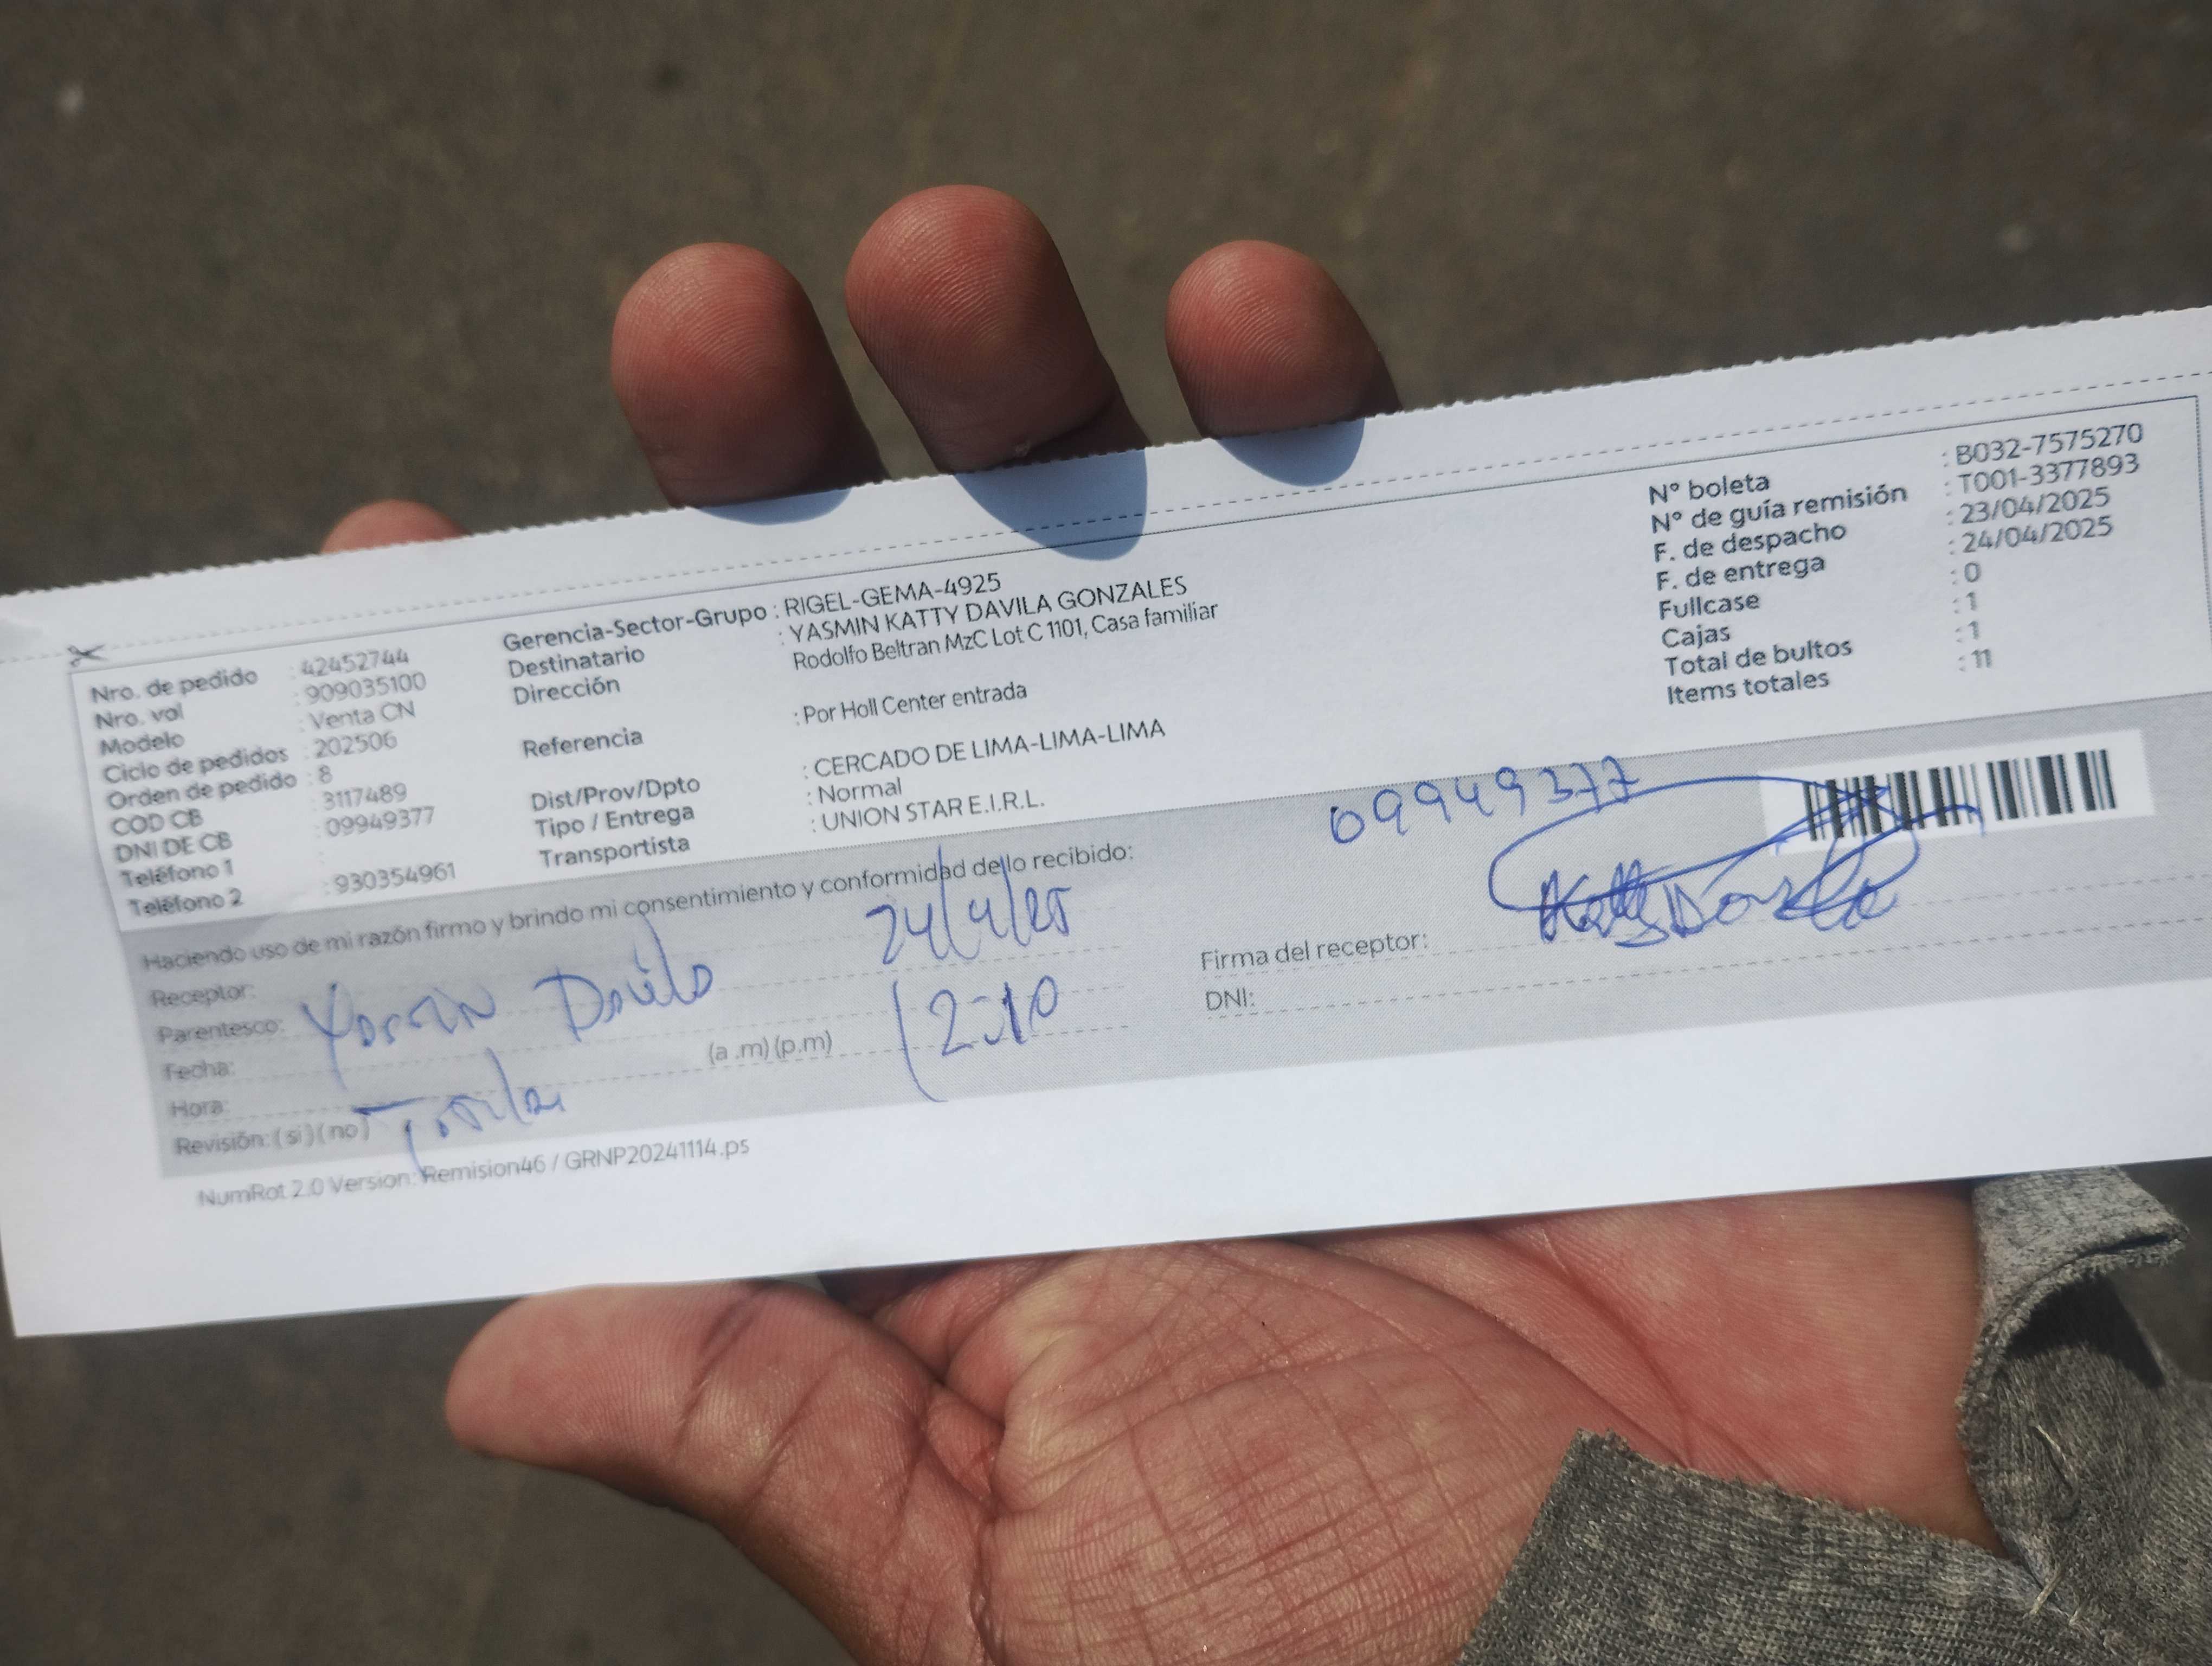 Nro. de pedido : 42452744
Nro. vol : 909035100
Modelo : Venta CN
Ciclo de pedidos : 202506
Orden de pedido : 8
COD CB : 3117489
DNI DE CB : 09949377
Teléfono 1 :
Teléfono 2 : 930354961
Gerencia-Sector-Grupo : RIGEL-GEMA-4925
Destinatario : YASMIN KATTY DAVILA GONZALES
Dirección Rodolfo Beltran MzC Lot C 1101, Casa familiar
Referencia : Por Holl Center entrada
Dist/Prov/Dpto : CERCADO DE LIMA-LIMA-LIMA
Tipo / Entrega : Normal
Transportista : UNION STAR E.I.R.L.
N° boleta : B032-7575270
N° de guía remisión : T001-3377893
F. de despacho : 23/04/2025
F. de entrega : 24/04/2025
Fullcase : 0
Cajas : 1
Total de bultos : 1
Items totales : 11
Haciendo uso de mi razón firmo y brindo mi consentimiento y conformidad de lo recibido:
Receptor:
Parentesco: Yasmin Davila
Fecha: 24/4/25
Hora: (a .m) (p.m) 12:10
Revisión: ( si ) ( no )
09949377
Firma del receptor:
DNI:
NumRot 2.0 Version: Remision46 / GRNP20241114.ps